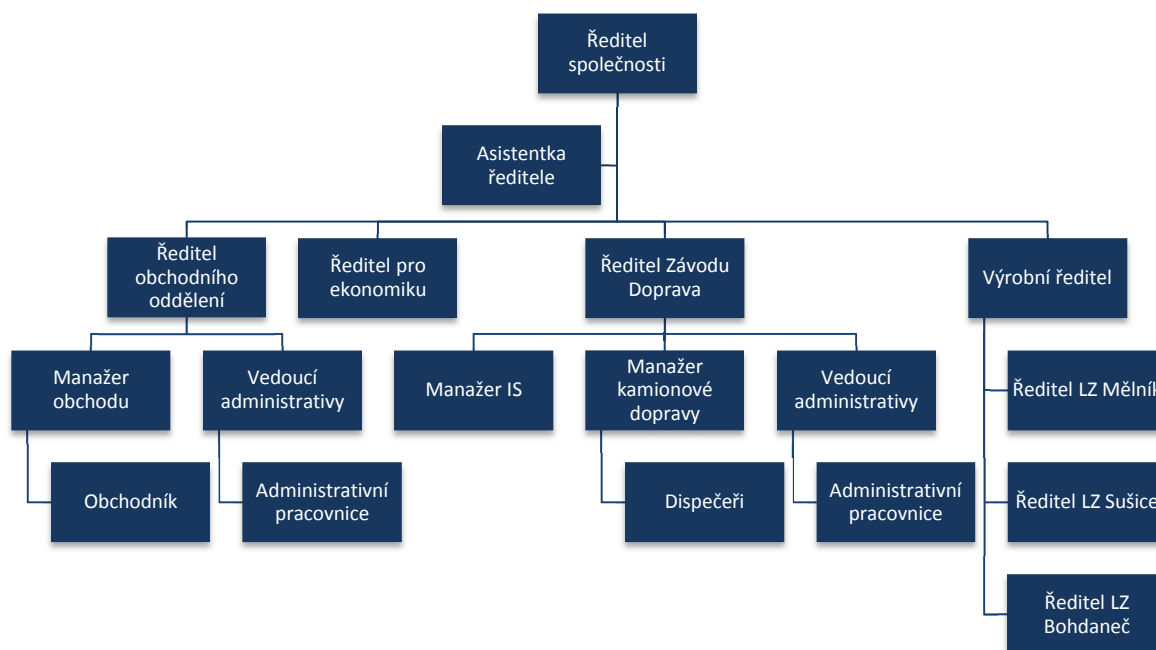 Ředitel
společnosti
Asistentka
ředitele
Ředitel
obchodního
oddělení
Ředitel pro
ekonomiku
Ředitel Závodu
Doprava
Výrobní ředitel
Manažer
obchodu
Vedoucí
administrativy
Manažer IS
Manažer
kamionové
dopravy
Vedoucí
administrativy
Ředitel LZ Mělník
Obchodník
Administrativní
pracovnice
Dispečeři
Administrativní
pracovnice
Ředitel LZ Sušice
Ředitel LZ
Bohdaneč